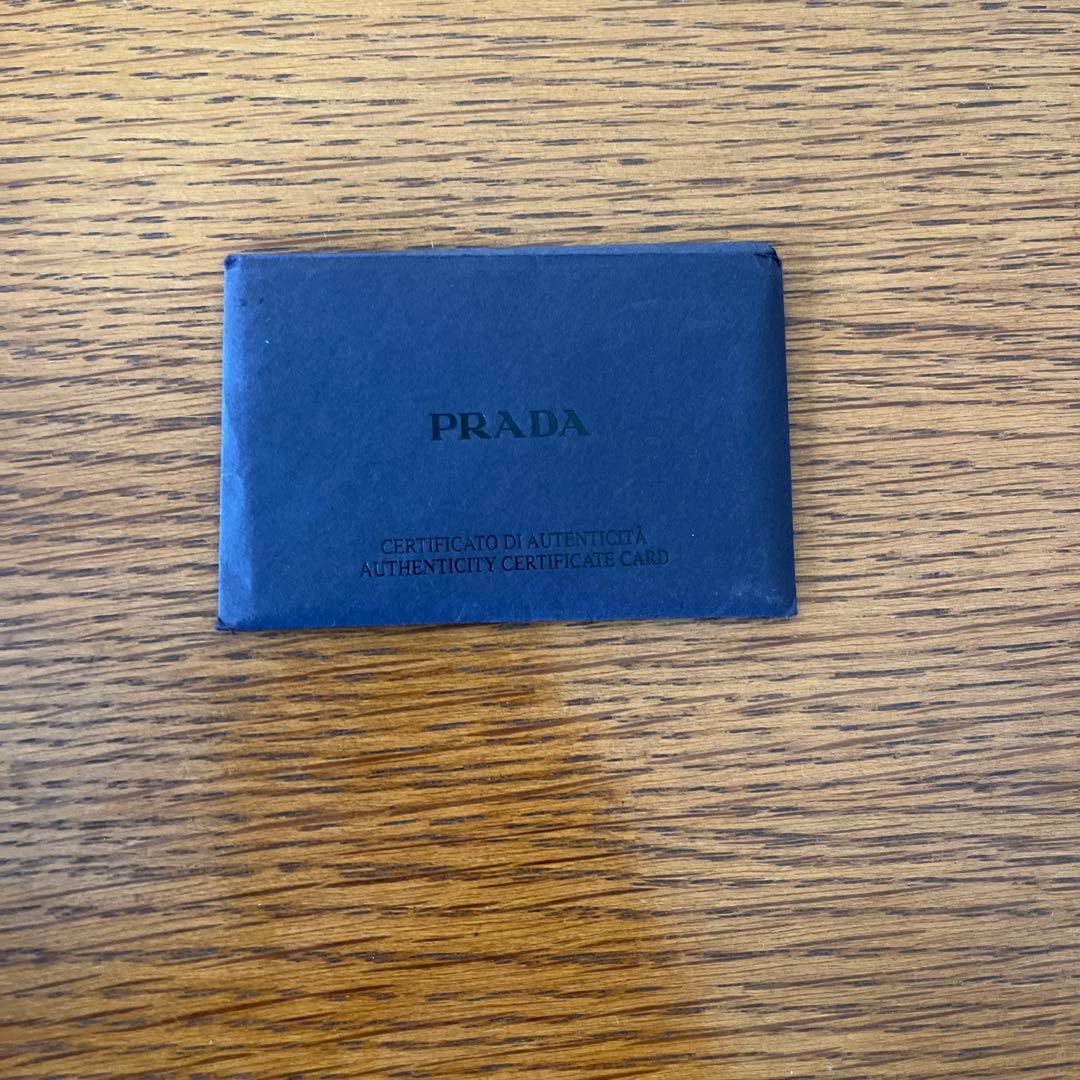 PRADA
CERTIFICATO DI AUTENTICITÀ
AUTHENTICITY CERTIFICATE CARD